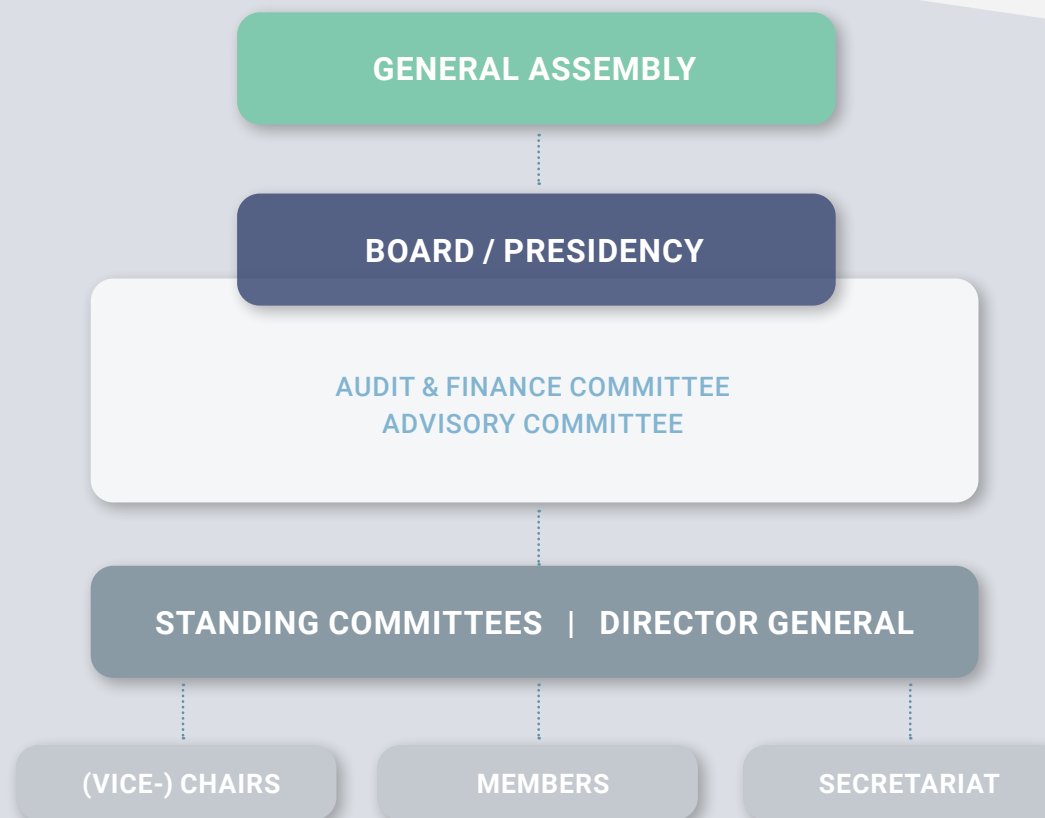 GENERAL ASSEMBLY
BOARD / PRESIDENCY
AUDIT & FINANCE COMMITTEE
ADVISORY COMMITTEE
STANDING COMMITTEES | DIRECTOR GENERAL
(VICE-) CHAIRS
MEMBERS
SECRETARIAT